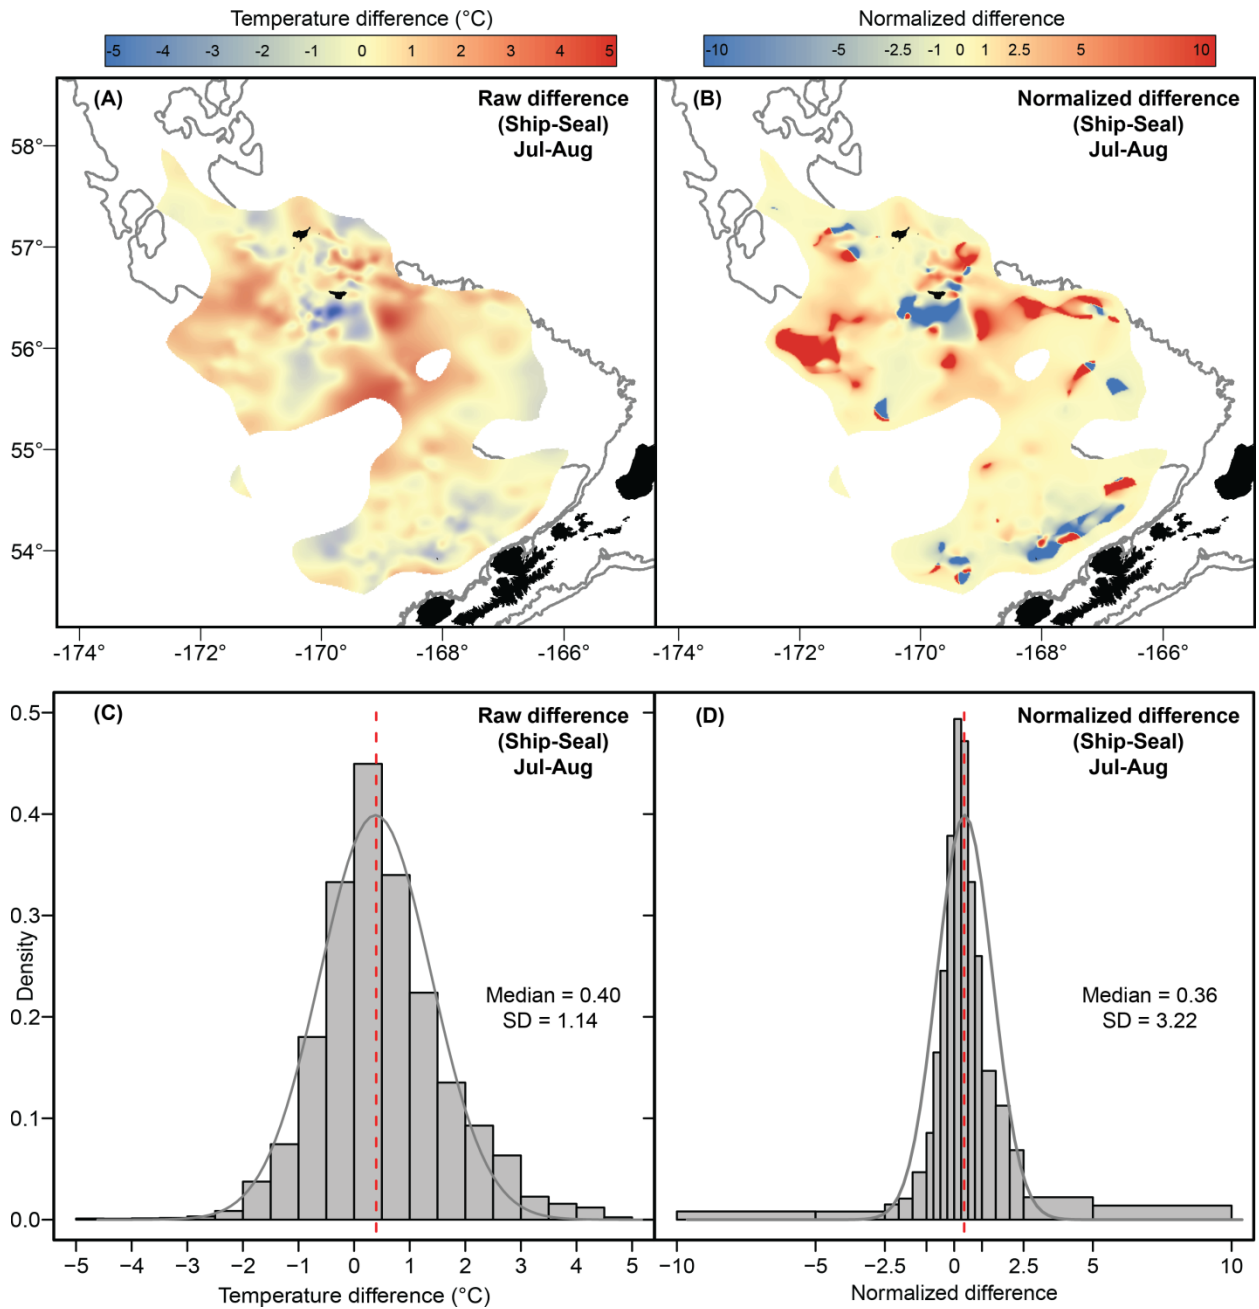 Temperature difference (°C)
-5 -4 -3 -2 -1 0 1 2 3 4 5
Normalized difference
-10 -5 -2.5 -1 0 1 2.5 5 10
(A)
Raw difference
(Ship-Seal)
Jul-Aug
(B)
Normalized difference
(Ship-Seal)
Jul-Aug
58°
57°
56°
55°
54°
-174° -172° -170° -168° -166°
-174° -172° -170° -168° -166°
(C)
Raw difference
(Ship-Seal)
Jul-Aug
Median = 0.40
SD = 1.14
(D)
Normalized difference
(Ship-Seal)
Jul-Aug
Median = 0.36
SD = 3.22
0.5
0.4
0.3
0.2
0.1
0.0
Density
−5 −4 −3 −2 −1 0 1 2 3 4 5
Temperature difference (°C)
−10 −5 −2.5 0 2.5 5 10
Normalized difference